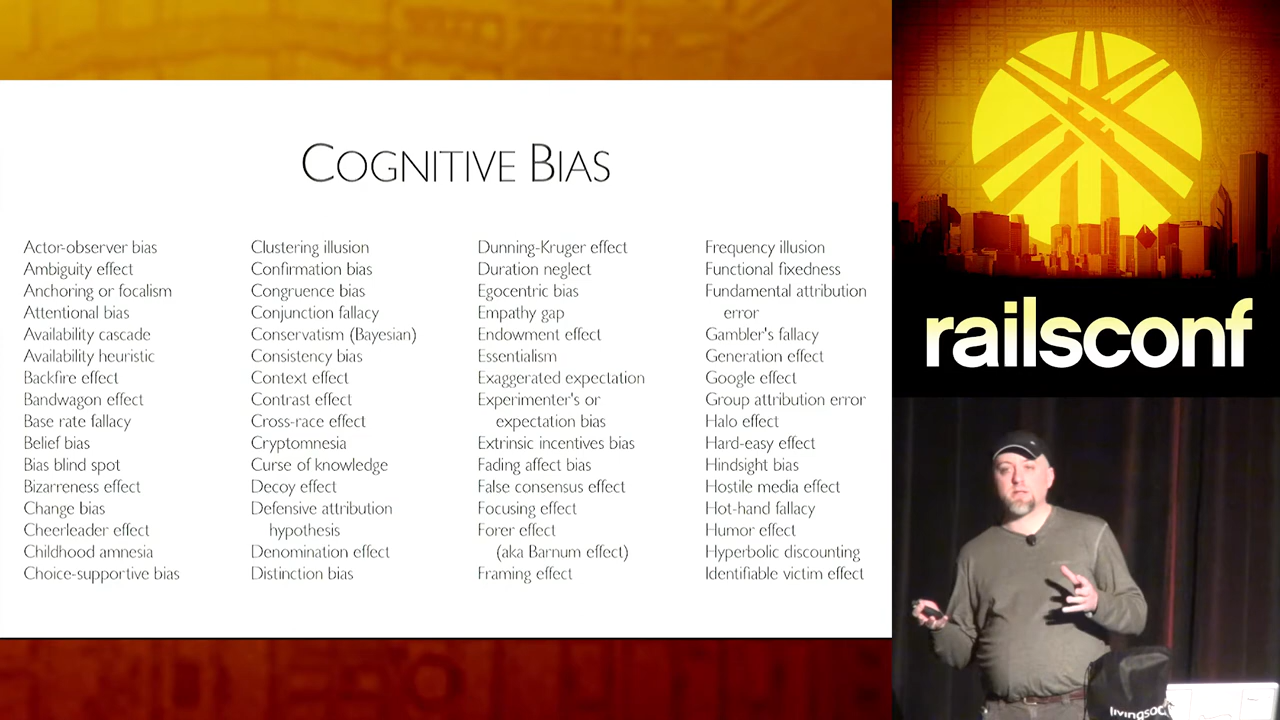 COGNITIVE BIAS
Actor-observer bias
Ambiguity effect
Anchoring or focalism
Attentional bias
Availability cascade
Availability heuristic
Backfire effect
Bandwagon effect
Base rate fallacy
Belief bias
Bias blind spot
Bizarreness effect
Change bias
Cheerleader effect
Childhood amnesia
Choice-supportive bias
Clustering illusion
Confirmation bias
Congruence bias
Conjunction fallacy
Conservatism (Bayesian)
Consistency bias
Context effect
Contrast effect
Cross-race effect
Cryptomnesia
Curse of knowledge
Decoy effect
Defensive attribution
hypothesis
Denomination effect
Distinction bias
Dunning-Kruger effect
Duration neglect
Egocentric bias
Empathy gap
Endowment effect
Essentialism
Exaggerated expectation
Experimenter's or
expectation bias
Extrinsic incentives bias
Fading affect bias
False consensus effect
Focusing effect
Forer effect
(aka Barnum effect)
Framing effect
Frequency illusion
Functional fixedness
Fundamental attribution
error
Gambler's fallacy
Generation effect
Google effect
Group attribution error
Halo effect
Hard-easy effect
Hindsight bias
Hostile media effect
Hot-hand fallacy
Humor effect
Hyperbolic discounting
Identifiable victim effect
railsconf
livingsoc